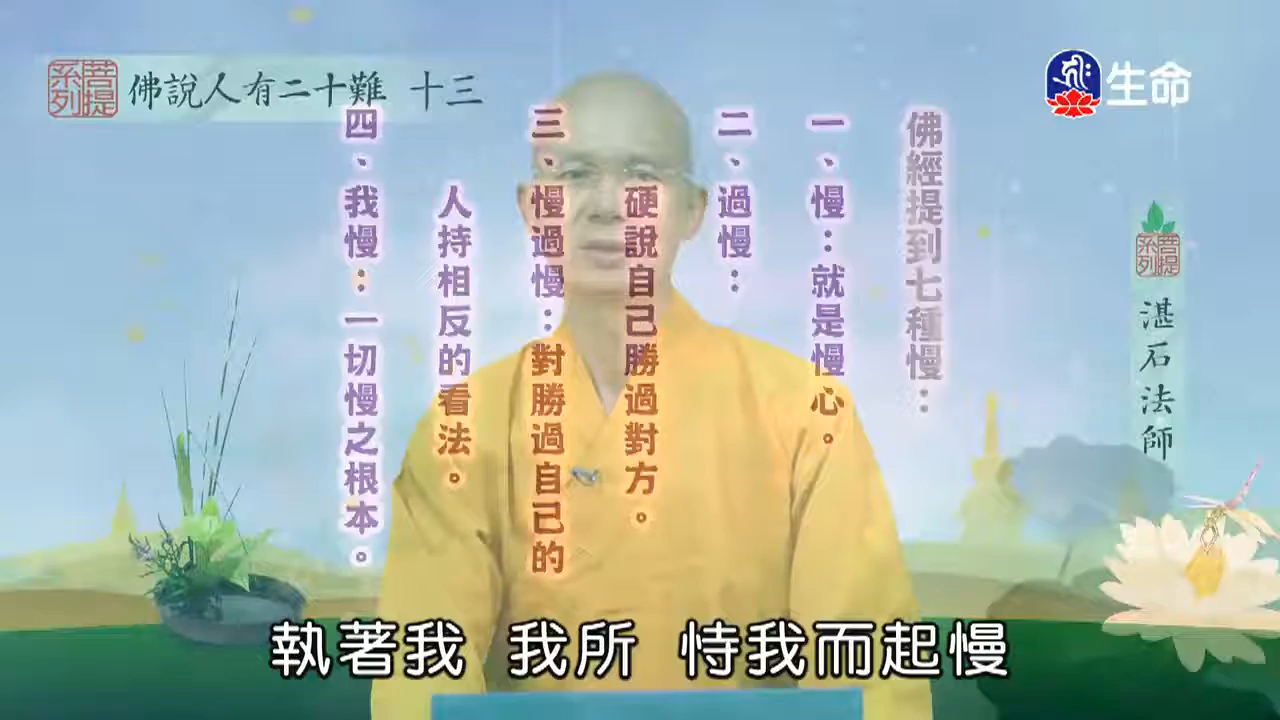 菩提系列
佛說人有二十難 十三
生命
佛經提到七種慢：
一、慢：就是慢心。
二、過慢：
硬說自己勝過對方。
三、慢過慢：對勝過自己的
人持相反的看法。
四、我慢：一切慢之根本。
菩提系列
湛石法師
執著我 我所 恃我而起慢